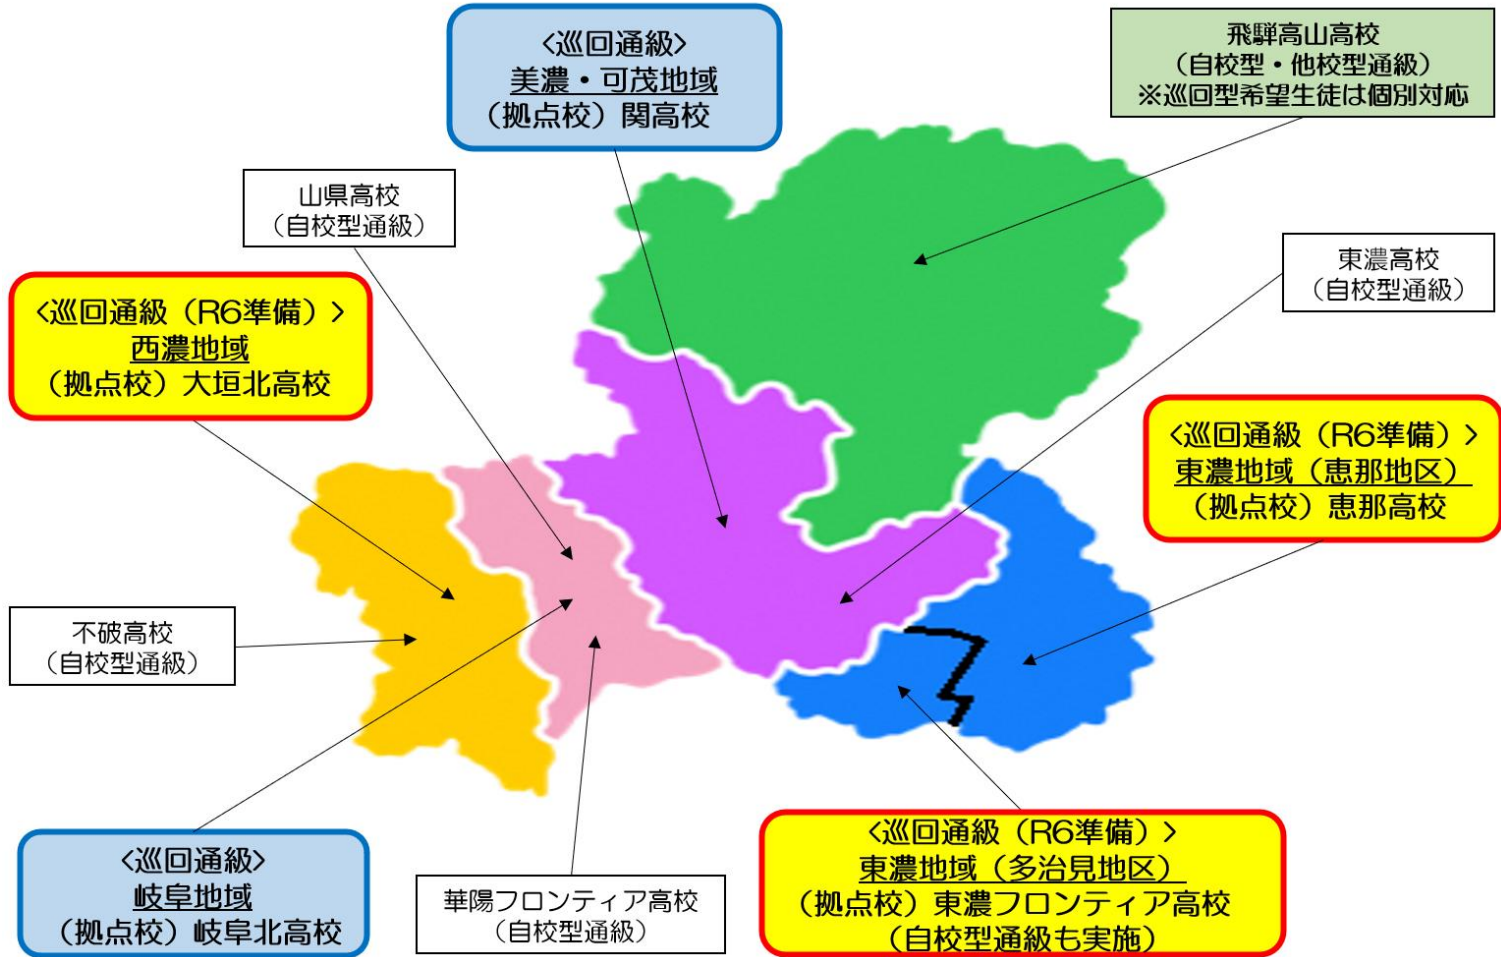 <巡回通級>
美濃・可茂地域
（拠点校）関高校
飛騨高山高校
（自校型・他校型通級）
※巡回型希望生徒は個別対応
山県高校
（自校型通級）
東濃高校
（自校型通級）
<巡回通級（R6準備）>
西濃地域
（拠点校）大垣北高校
<巡回通級（R6準備）>
東濃地域（恵那地区）
（拠点校）恵那高校
不破高校
（自校型通級）
<巡回通級>
岐阜地域
（拠点校）岐阜北高校
華陽フロンティア高校
（自校型通級）
<巡回通級（R6準備）>
東濃地域（多治見地区）
（拠点校）東濃フロンティア高校
（自校型通級も実施）